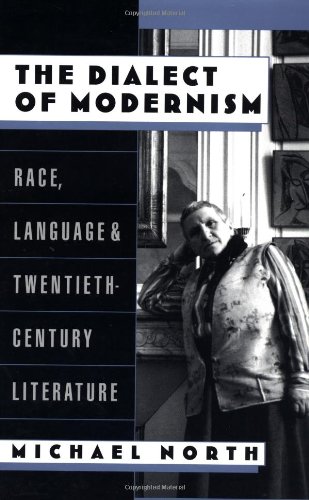 THE DIALECT
OF MODERNISM
RACE,
LANGUAGE &
TWENTIETH-
CENTURY
LITERATURE
MICHAEL NORTH